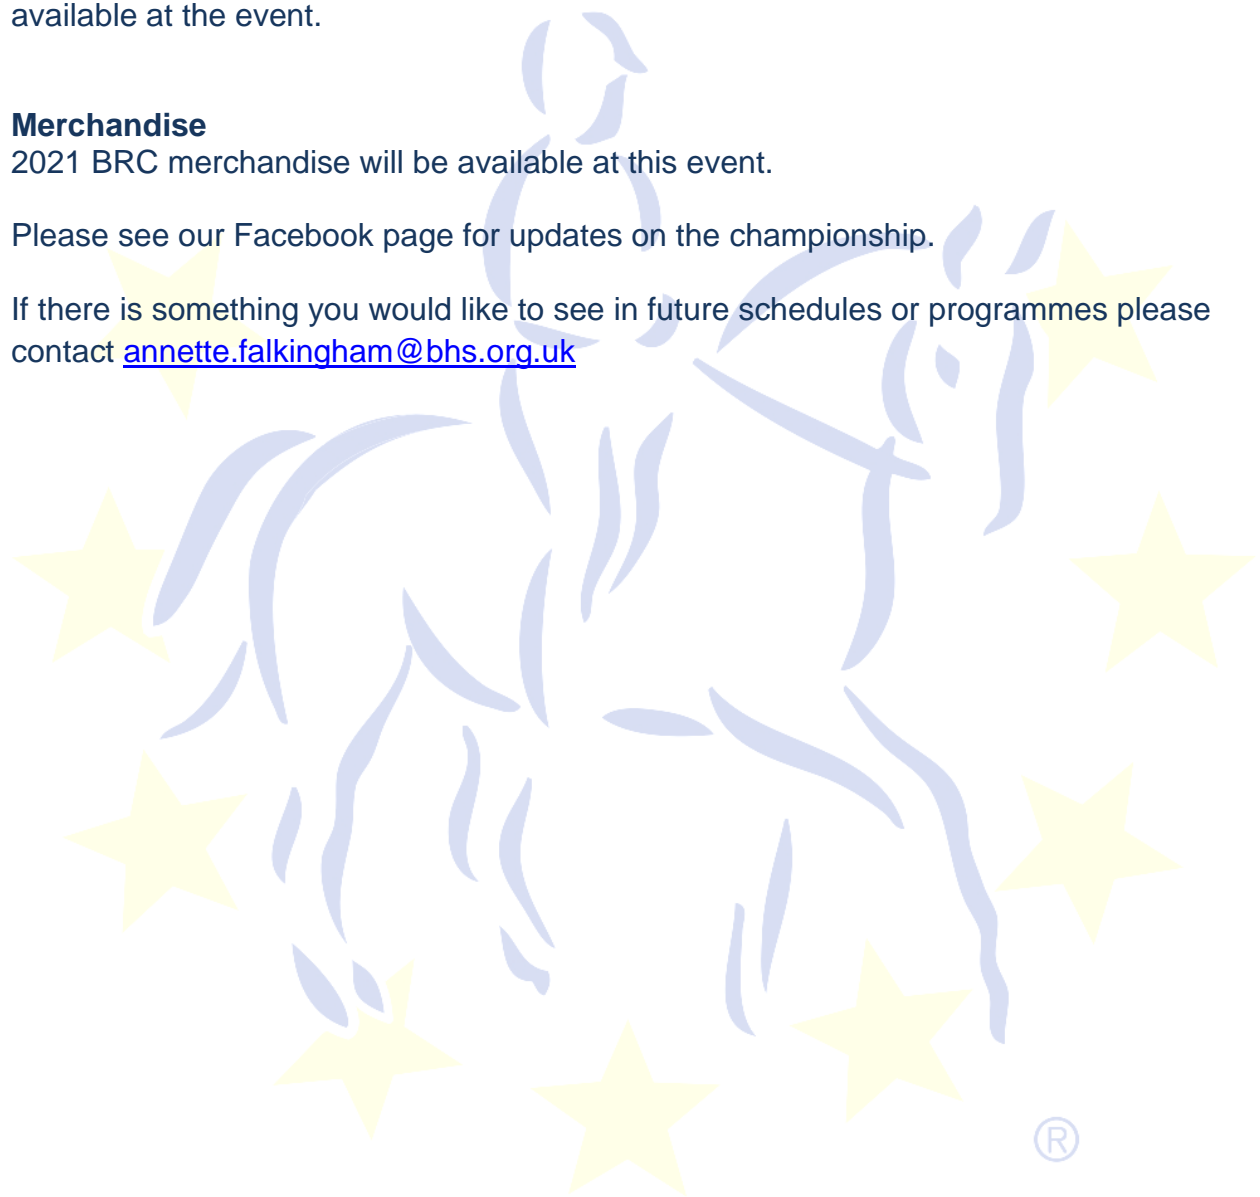 available at the event.
Merchandise
2021 BRC merchandise will be available at this event.
Please see our Facebook page for updates on the championship.
If there is something you would like to see in future schedules or programmes please
contact annette.falkingham@bhs.org.uk
®